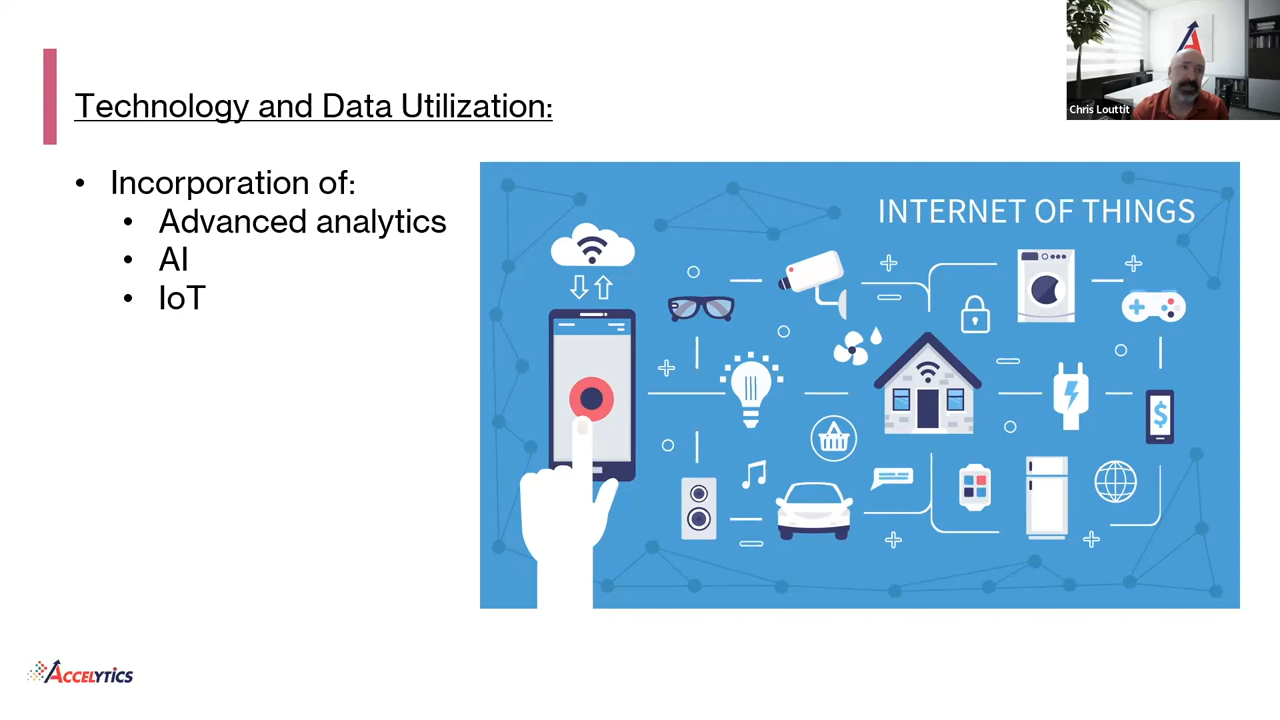 Technology and Data Utilization:
Chris Louttit
• Incorporation of:
• Advanced analytics
• AI
• IoT
INTERNET OF THINGS
$
ACCELYTICS